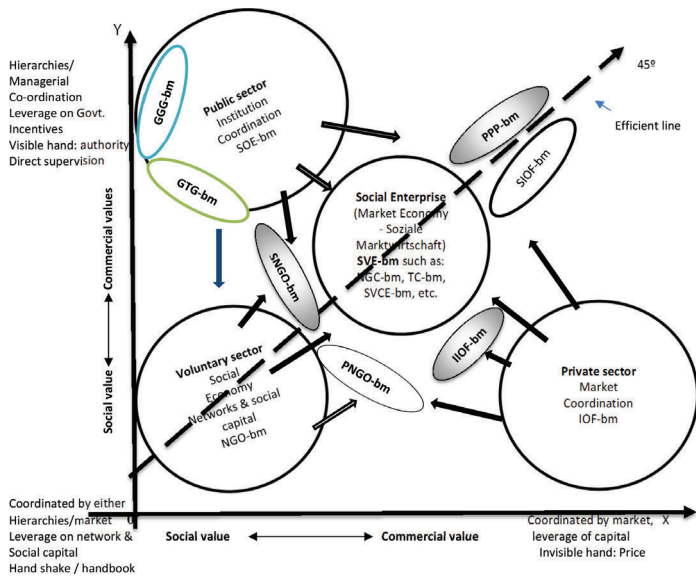 Y
Hierarchies/
Managerial
Co-ordination
Leverage on Govt.
Incentives
Visible hand: authority
Direct supervision
GGG-bm
Public sector
Institution
Coordination
SOE-bm
GTG-bm
PPP-bm
45º
Efficient line
SIOF-bm
Social Enterprise
(Market Economy
- Soziale
Marktwirtschaft)
SVE-bm such as:
NGC-bm, TC-bm,
SVCE-bm, etc.
SNGO-bm
Commercial values
Social value
Voluntary sector
Social
Economy
Networks & social
capital
NGO-bm
PNGO-bm
IIOF-bm
Private sector
Market
Coordination
IOF-bm
Coordinated by either
Hierarchies/market 0
Leverage on network &
Social capital
Hand shake / handbook
Social value
Commercial value
Coordinated by market, X
leverage of capital
Invisible hand: Price